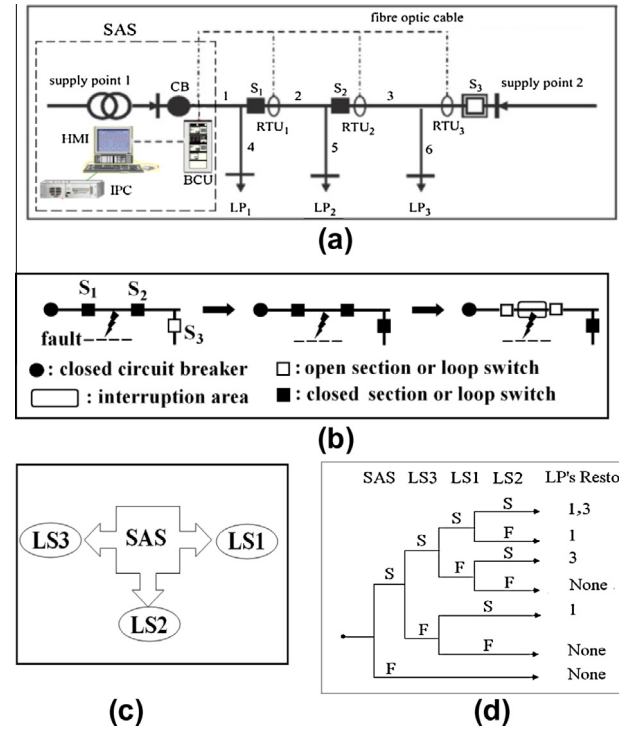 SAS
fibre optic cable
supply point 1
CB
1
S1
2
S2
3
S3
supply point 2
RTU1
RTU2
RTU3
HMI
BCU
IPC
4
5
6
LP1
LP2
LP3
(a)
S1
S2
S3
fault
: closed circuit breaker
: open section or loop switch
: interruption area
: closed section or loop switch
(b)
LS3
SAS
LS1
LS2
(c)
SAS LS3 LS1 LS2 LP's Resto
S
1,3
S
F
1
S
S
3
F
F
None
S
S
1
F
F
None
F
None
(d)